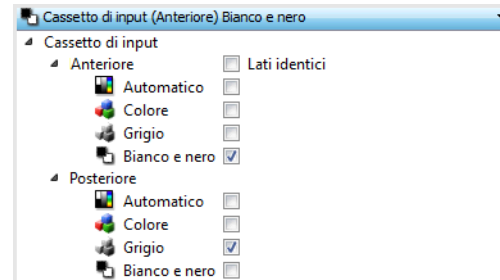 Cassetto di input (Anteriore) Bianco e nero
Cassetto di input
Anteriore Lati identici
Automatico
Colore
Grigio
Bianco e nero
Posteriore
Automatico
Colore
Grigio
Bianco e nero